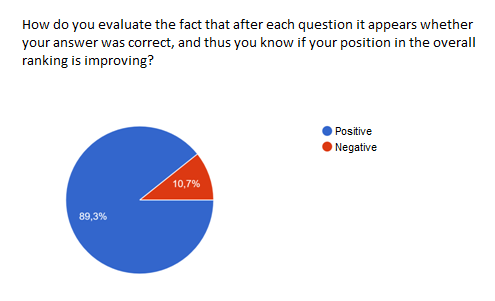 How do you evaluate the fact that after each question it appears whether
your answer was correct, and thus you know if your position in the overall
ranking is improving?
Positive
Negative
10,7%
89,3%